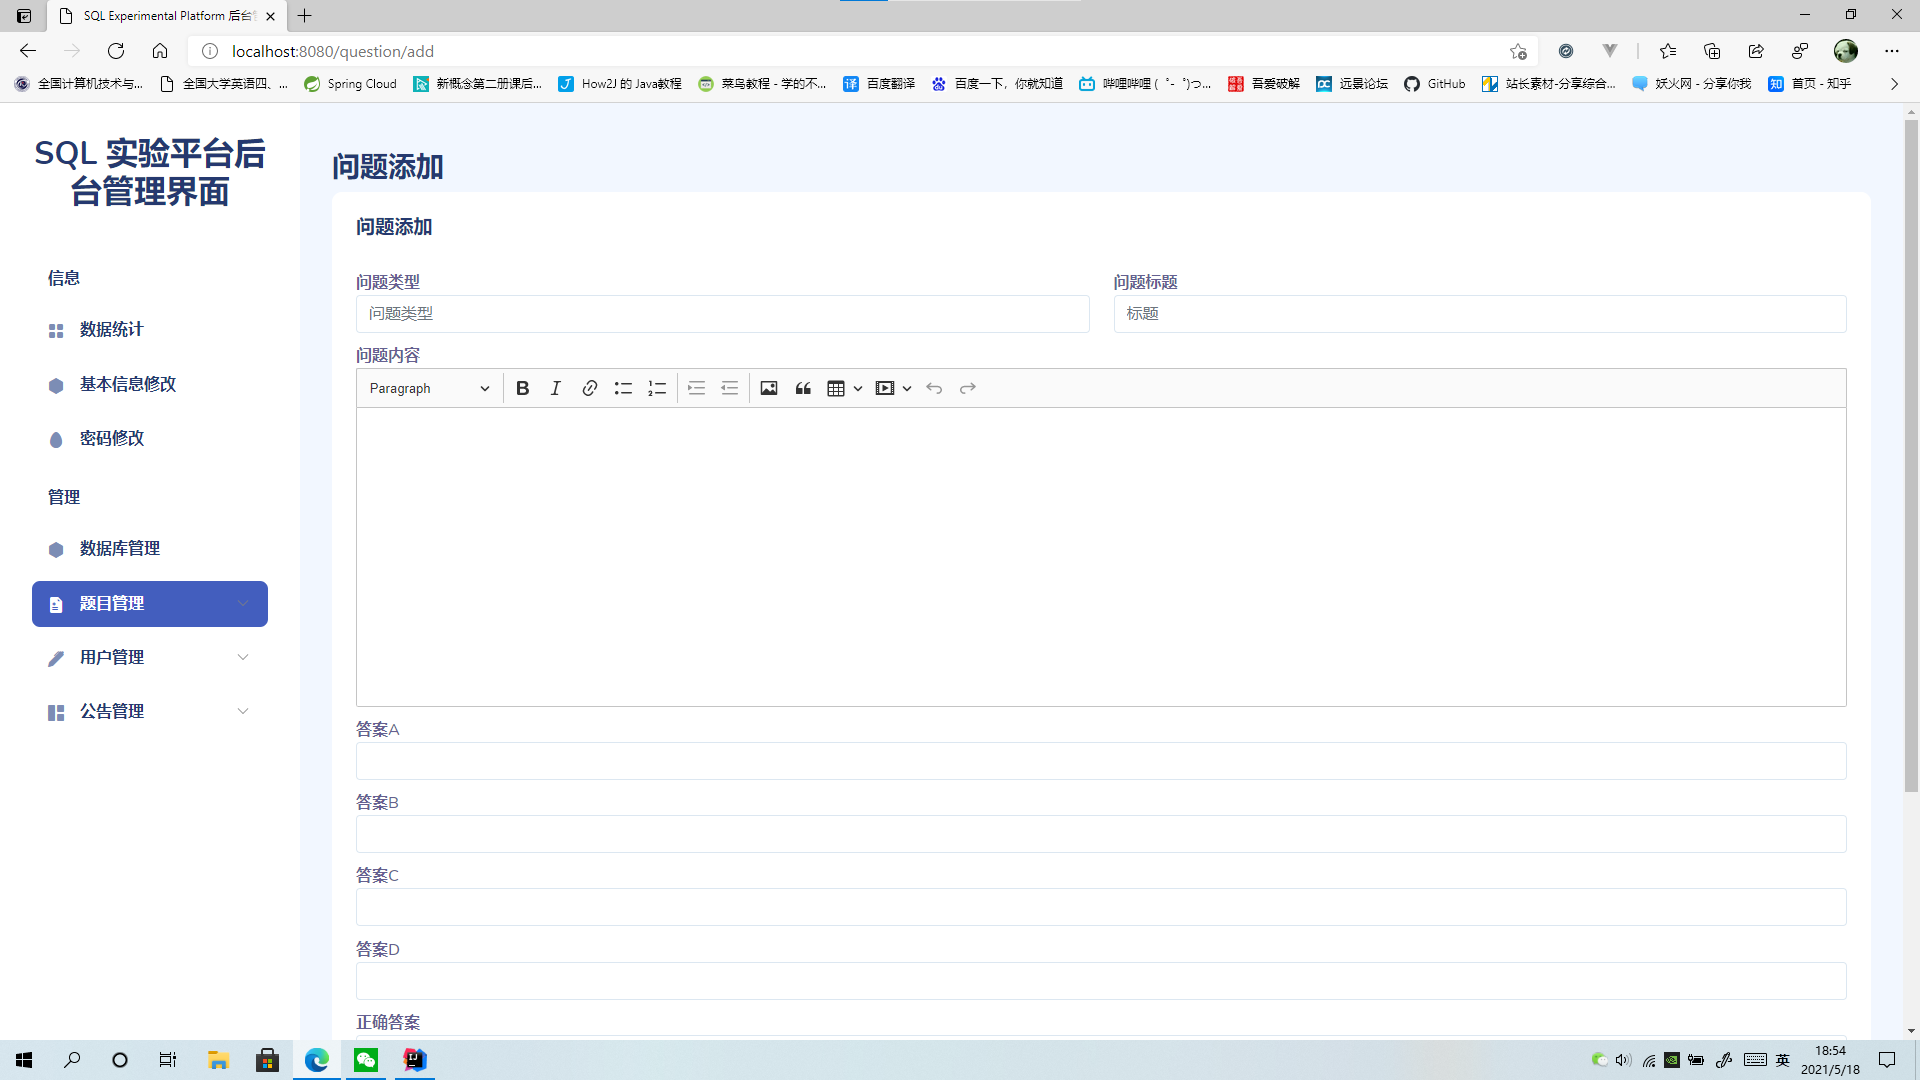 SQL Experimental Platform 后台
localhost:8080/question/add
全国计算机技术与...
全国大学英语四、...
Spring Cloud
新概念第二册课后...
How2J 的 Java教程
菜鸟教程 - 学的不...
百度翻译
百度一下，你就知道
哔哩哔哩 ( ゜- ゜)つ...
吾爱破解
远景论坛
GitHub
站长素材-分享综合...
妖火网 - 分享你我
首页 - 知乎
SQL 实验平台后
台管理界面
信息
数据统计
基本信息修改
密码修改
管理
数据库管理
题目管理
用户管理
公告管理
问题添加
问题添加
问题类型
问题类型
问题标题
标题
问题内容
Paragraph
答案A
答案B
答案C
答案D
正确答案
英
18:54
2021/5/18